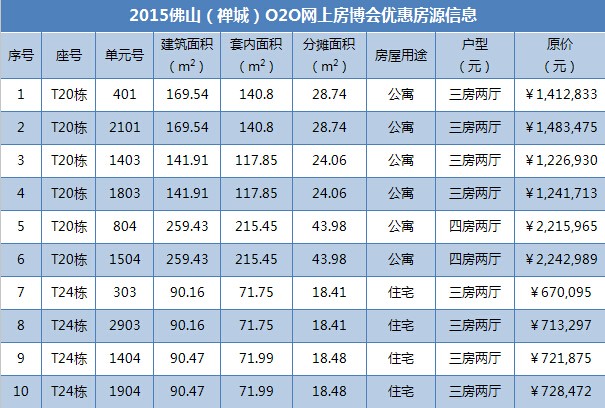 2015佛山（禅城）O2O网上房博会优惠房源信息
序号 座号 单元号 建筑面积（m²） 套内面积（m²） 分摊面积（m²） 房屋用途 户型（元） 原价（元）
1 T20栋 401 169.54 140.8 28.74 公寓 三房两厅 ￥1,412,833
2 T20栋 2101 169.54 140.8 28.74 公寓 三房两厅 ￥1,483,475
3 T20栋 1403 141.91 117.85 24.06 公寓 三房两厅 ￥1,226,930
4 T20栋 1803 141.91 117.85 24.06 公寓 三房两厅 ￥1,241,713
5 T20栋 804 259.43 215.45 43.98 公寓 四房两厅 ￥2,215,965
6 T20栋 1504 259.43 215.45 43.98 公寓 四房两厅 ￥2,242,989
7 T24栋 303 90.16 71.75 18.41 住宅 三房两厅 ￥670,095
8 T24栋 2903 90.16 71.75 18.41 住宅 三房两厅 ￥713,297
9 T24栋 1404 90.47 71.99 18.48 住宅 三房两厅 ￥721,875
10 T24栋 1904 90.47 71.99 18.48 住宅 三房两厅 ￥728,472